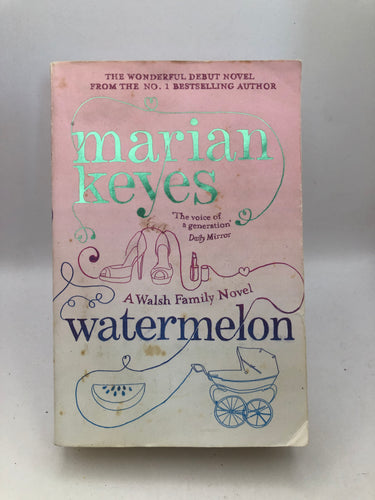 THE WONDERFUL DEBUT NOVEL
FROM THE NO. 1 BESTSELLING AUTHOR
marian
keyes
'The voice of
a generation'
Daily Mirror
A Walsh Family Novel
watermelon